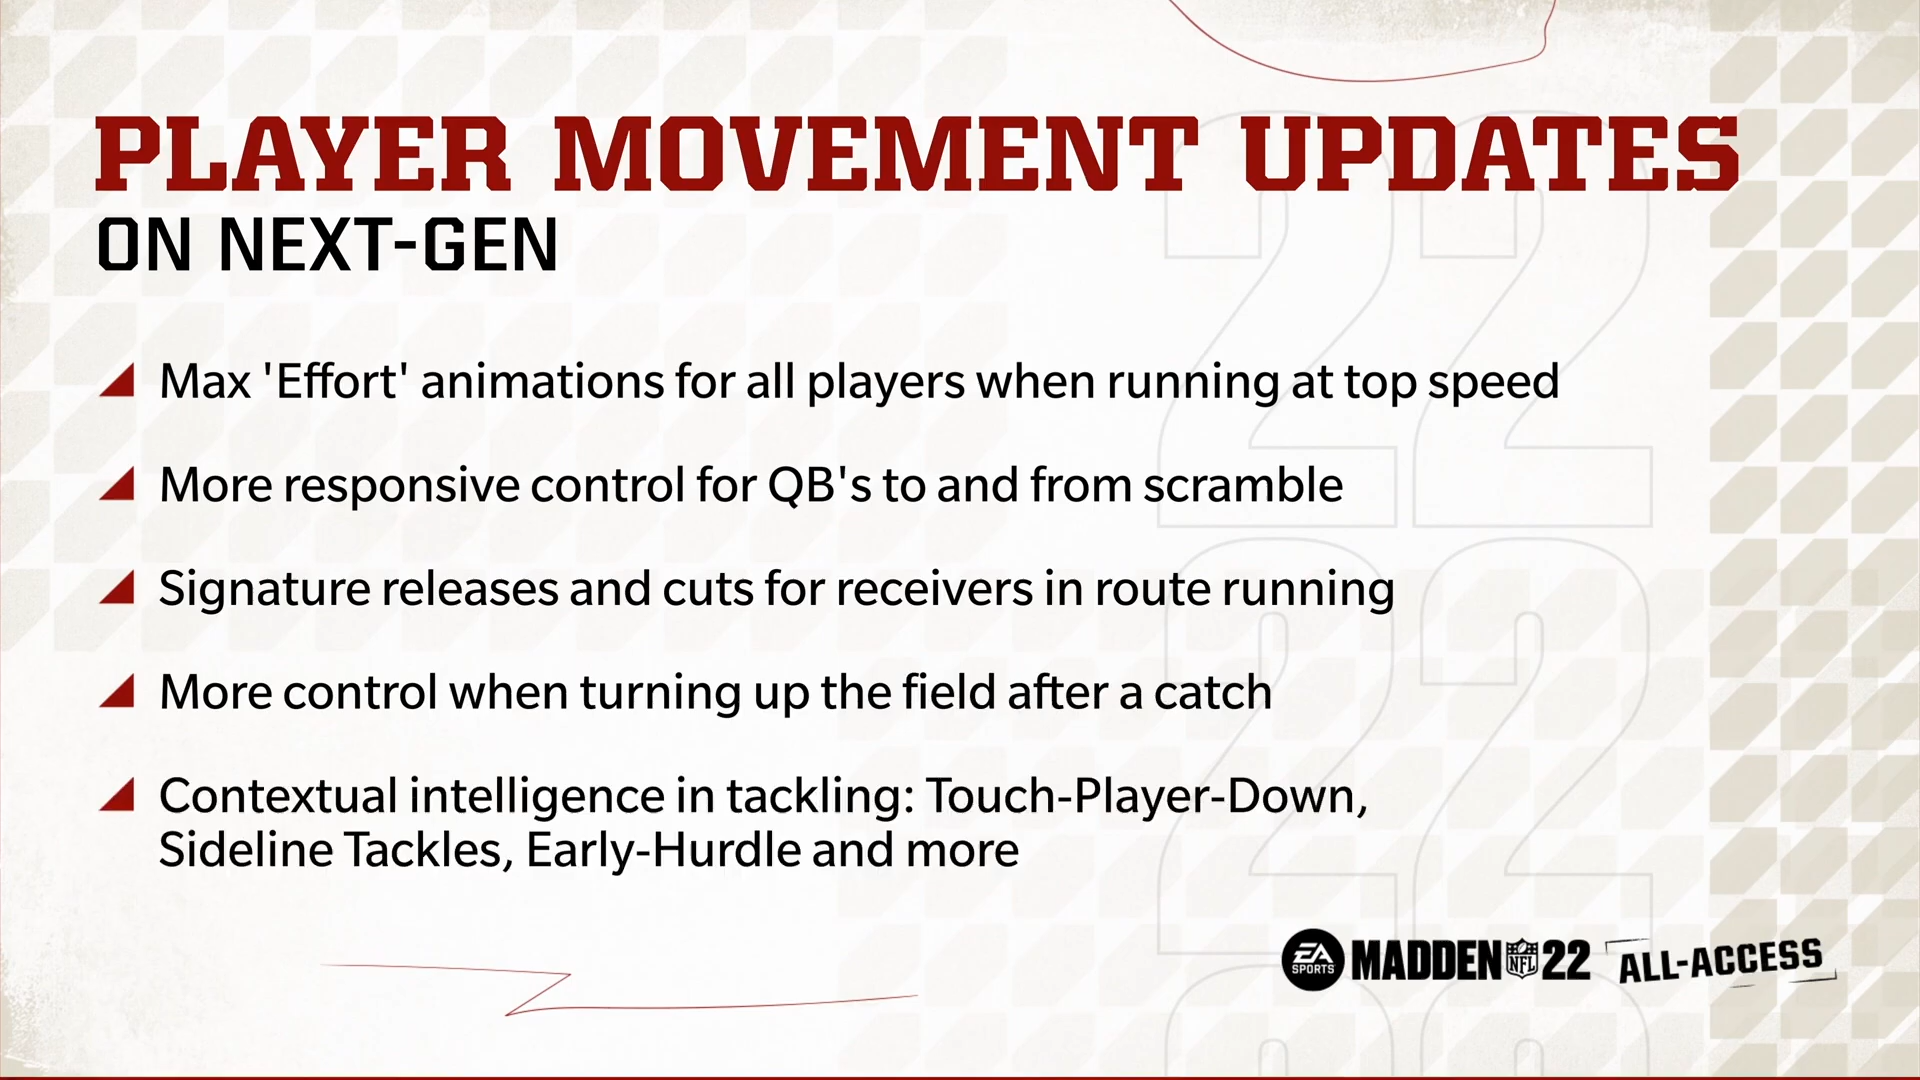 PLAYER MOVEMENT UPDATES
ON NEXT-GEN
Max 'Effort' animations for all players when running at top speed
More responsive control for QB's to and from scramble
Signature releases and cuts for receivers in route running
More control when turning up the field after a catch
Contextual intelligence in tackling: Touch-Player-Down,
Sideline Tackles, Early-Hurdle and more
EA SPORTS MADDEN NFL 22 ALL-ACCESS
22
22
22